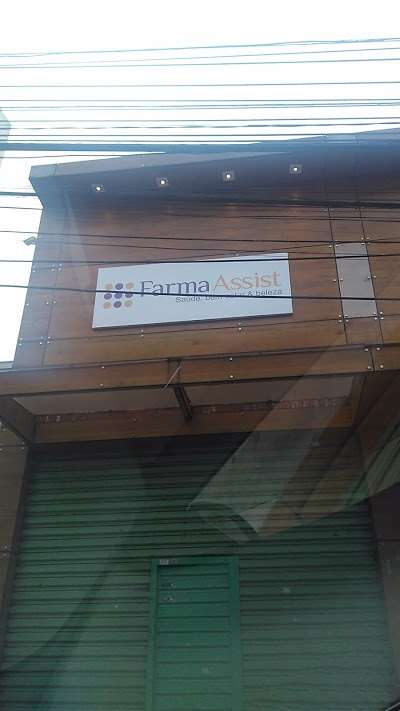 FarmaAssist
Saúde, bem estar & beleza